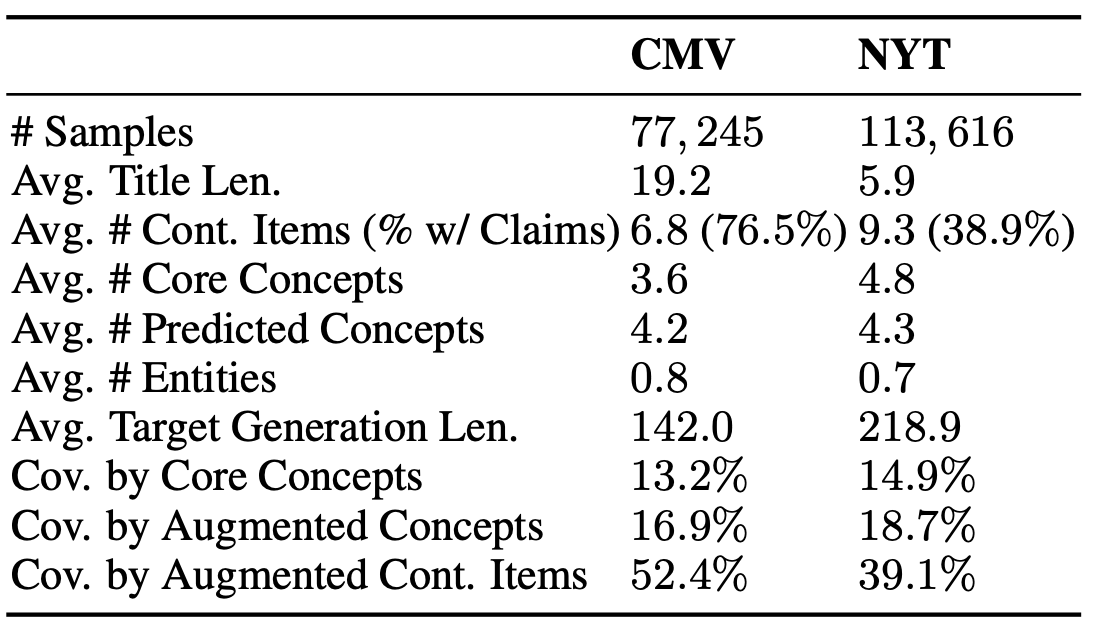 CMV NYT
# Samples 77, 245 113, 616
Avg. Title Len. 19.2 5.9
Avg. # Cont. Items (% w/ Claims) 6.8 (76.5%) 9.3 (38.9%)
Avg. # Core Concepts 3.6 4.8
Avg. # Predicted Concepts 4.2 4.3
Avg. # Entities 0.8 0.7
Avg. Target Generation Len. 142.0 218.9
Cov. by Core Concepts 13.2% 14.9%
Cov. by Augmented Concepts 16.9% 18.7%
Cov. by Augmented Cont. Items 52.4% 39.1%